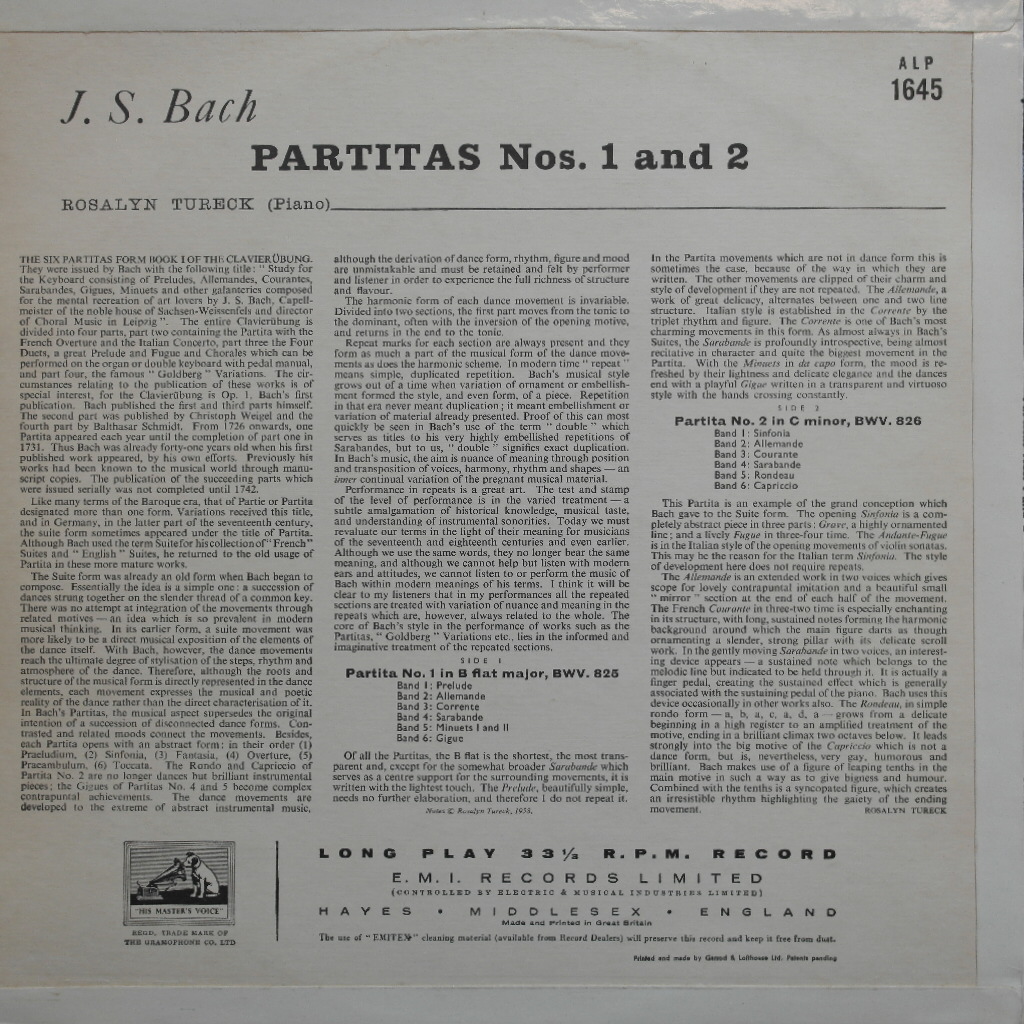 ALP
1645
J. S. Bach
PARTITAS Nos. 1 and 2
ROSALYN TURECK (Piano)
THE SIX PARTITAS FORM BOOK I OF THE CLAVIERÜBUNG.
They were issued by Bach with the following title: " Study for
the Keyboard consisting of Preludes, Allemandes, Courantes,
Sarabandes, Gigues, Minuets and other galanteries composed
for the mental recreation of art lovers by J. S. Bach, Capell-
meister of the noble house of Sachsen-Weissenfels and director
of Choral Music in Leipzig ". The entire Clavierübung is
divided into four parts, part two containing the Partita with the
French Overture and the Italian Concerto, part three the Four
Duets, a great Prelude and Fugue and Chorales which can be
performed on the organ or double keyboard with pedal manual,
and part four, the famous " Goldberg " Variations. The cir-
cumstances relating to the publication of these works is of
special interest, for the Clavierübung is Op. 1, Bach's first
publication. Bach published the first and third parts himself.
The second part was published by Christoph Weigel and the
fourth part by Balthasar Schmidt. From 1726 onwards, one
Partita appeared each year until the completion of part one in
1731. Thus Bach was already forty-one years old when his first
published work appeared, by his own efforts. Previously his
works had been known to the musical world through manu-
script copies. The publication of the succeeding parts which
were issued serially was not completed until 1742.
Like many terms of the Baroque era, that of Partie or Partita
designated more than one form. Variations received this title,
and in Germany, in the latter part of the seventeenth century,
the suite form sometimes appeared under the title of Partita.
Although Bach used the term Suite for his collection of " French "
Suites and " English " Suites, he returned to the old usage of
Partita in these more mature works.
The Suite form was already an old form when Bach began to
compose. Essentially the idea is a simple one: a succession of
dances strung together on the slender thread of a common key.
There was no attempt at integration of the movements through
related motives — an idea which is so prevalent in modern
musical thinking. In its earlier form, a suite movement was
more likely to be a direct musical exposition of the elements of
the dance itself. With Bach, however, the dance movements
reach the ultimate degree of stylisation of the steps, rhythm and
atmosphere of the dance. Therefore, although the roots and
structure of the musical form is directly represented in the dance
elements, each movement expresses the musical and poetic
reality of the dance rather than the direct characterisation of it.
In Bach's Partitas, the musical aspect supersedes the original
intention of a succession of disconnected dance forms. Con-
trasted and related moods connect the movements. Besides,
each Partita opens with an abstract form; in their order (1)
Praeludium, (2) Sinfonia, (3) Fantasia, (4) Overture, (5)
Praeambulum, (6) Toccata. The Rondo and Capriccio of
Partita No. 2 are no longer dances but brilliant instrumental
pieces; the Gigues of Partitas No. 4 and 5 become complex
contrapuntal achievements. The dance movements are
developed to the extreme of abstract instrumental music,
although the derivation of dance form, rhythm, figure and mood
are unmistakable and must be retained and felt by performer
and listener in order to experience the full richness of structure
and flavour.
The harmonic form of each dance movement is invariable.
Divided into two sections, the first part moves from the tonic to
the dominant, often with the inversion of the opening motive,
and returns in the end to the tonic.
Repeat marks for each section are always present and they
form as much a part of the musical form of the dance move-
ments as does the harmonic scheme. In modern time " repeat "
means simple, duplicated repetition. Bach's musical style
grows out of a time when variation of ornament or embellish-
ment formed the style, and even form, of a piece. Repetition
in that era never meant duplication; it meant embellishment or
variation of material already presented. Proof of this can most
quickly be seen in Bach's use of the term " double " which
serves as titles to his very highly embellished repetitions of
Sarabandes, but to us, " double " signifies exact duplication.
In Bach's music, the aim is nuance of meaning through position
and transposition of voices, harmony, rhythm and shapes — an
inner continual variation of the pregnant musical material.
Performance in repeats is a great art. The test and stamp
of the level of performance is in the varied treatment — a
subtle amalgamation of historical knowledge, musical taste,
and understanding of instrumental sonorities. Today we must
revaluate our terms in the light of their meaning for musicians
of the seventeenth and eighteenth centuries and even earlier.
Although we use the same words, they no longer bear the same
meaning, and although we cannot help but listen with modern
ears and attitudes, we cannot listen to or perform the music of
Bach within modern meanings of his terms. I think it will be
clear to my listeners that in my performances all the repeated
sections are treated with variation of nuance and meaning in the
repeats which are, however, always related to the whole. The
core of Bach's style in the performance of works such as the
Partitas, " Goldberg " Variations etc., lies in the informed and
imaginative treatment of the repeated sections.
SIDE 1
Partita No. 1 in B flat major, BWV. 825
Band 1: Prelude
Band 2: Allemande
Band 3: Corrente
Band 4: Sarabande
Band 5: Minuets I and II
Band 6: Gigue
Of all the Partitas, the B flat is the shortest, the most trans-
parent and, except for the somewhat broader Sarabande which
serves as a centre support for the surrounding movements, it is
written with the lightest touch. The Prelude, beautifully simple,
needs no further elaboration, and therefore I do not repeat it.
Notes © Rosalyn Tureck, 1958.
In the Partita movements which are not in dance form this is
sometimes the case, because of the way in which they are
written. The other movements are clipped of their charm and
style of development if they are not repeated. The Allemande, a
work of great delicacy, alternates between one and two line
structure. Italian style is established in the Corrente by the
triplet rhythm and figure. The Corrente is one of Bach's most
charming movements in this form. As almost always in Bach's
Suites, the Sarabande is profoundly introspective, being almost
recitative in character and quite the biggest movement in the
Partita. With the Minuets in da capo form, the mood is re-
freshed by their lightness and delicate elegance and the dances
end with a playful Gigue written in a transparent and virtuoso
style with the hands crossing constantly.
SIDE 2
Partita No. 2 in C minor, BWV. 826
Band 1: Sinfonia
Band 2: Allemande
Band 3: Courante
Band 4: Sarabande
Band 5: Rondeau
Band 6: Capriccio
This Partita is an example of the grand conception which
Bach gave to the Suite form. The opening Sinfonia is a com-
pletely abstract piece in three parts: Grave, a highly ornamented
line; and a lively Fugue in three-four time. The Andante-Fugue
is in the Italian style of the opening movements of violin sonatas.
This may be the reason for the Italian term Sinfonia. The style
of development here does not require repeats.
The Allemande is an extended work in two voices which gives
scope for lovely contrapuntal imitation and a beautiful small
" mirror " section at the end of each half of the movement.
The French Courante in three-two time is especially enchanting
in its structure, with long, sustained notes forming the harmonic
background around which the main figure darts as though
ornamenting a slender, strong pillar with its delicate scroll
work. In the gently moving Sarabande in two voices, an interest-
ing device appears — a sustained note which belongs to the
melodic line but indicated to be held through it. It is actually a
finger pedal, creating the sustained effect which is generally
associated with the sustaining pedal of the piano. Bach uses this
device occasionally in other works also. The Rondeau, in simple
rondo form — a, b, a, c, a, d, a — grows from a delicate
beginning in a high register to an amplified treatment of the
motive, ending in a brilliant climax two octaves below. It leads
strongly into the big motive of the Capriccio which is not a
dance form, but is, nevertheless, very gay, humorous and
brilliant. Bach makes use of a figure of leaping tenths in the
main motive in such a way as to give bigness and humour.
Combined with the tenths is a syncopated figure, which creates
an irresistible rhythm highlighting the gaiety of the ending
movement. ROSALYN TURECK
"HIS MASTER'S VOICE"
REGD. TRADE MARK OF
THE GRAMOPHONE CO. LTD
LONG PLAY 33⅓ R.P.M. RECORD
E.M.I. RECORDS LIMITED
(CONTROLLED BY ELECTRIC & MUSICAL INDUSTRIES LIMITED)
HAYES • MIDDLESEX • ENGLAND
Made and Printed in Great Britain
The use of " EMITEX " cleaning material (available from Record Dealers) will preserve this record and keep it free from dust.
Printed and made by Garrod & Lofthouse Ltd. Patents pending